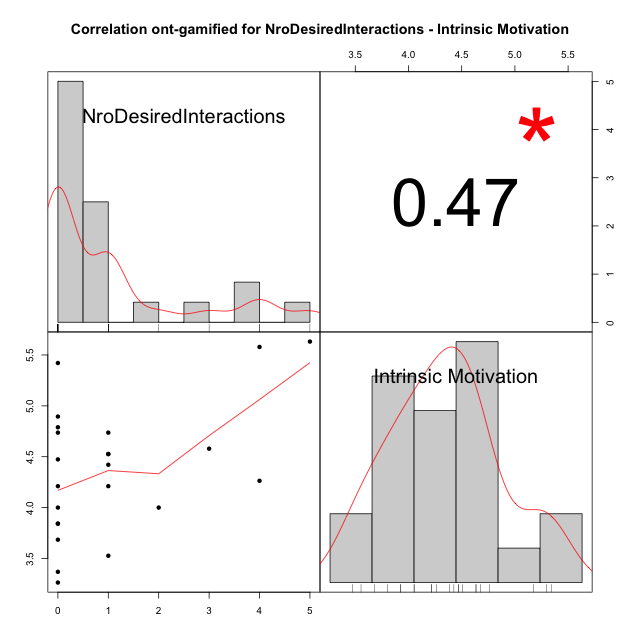 Correlation ont-gamified for NroDesiredInteractions - Intrinsic Motivation
3.5 4.0 4.5 5.0 5.5
NroDesiredInteractions
0.47
*
5
4
3
2
1
0
5.5
5.0
4.5
4.0
3.5
Intrinsic Motivation
0 1 2 3 4 5